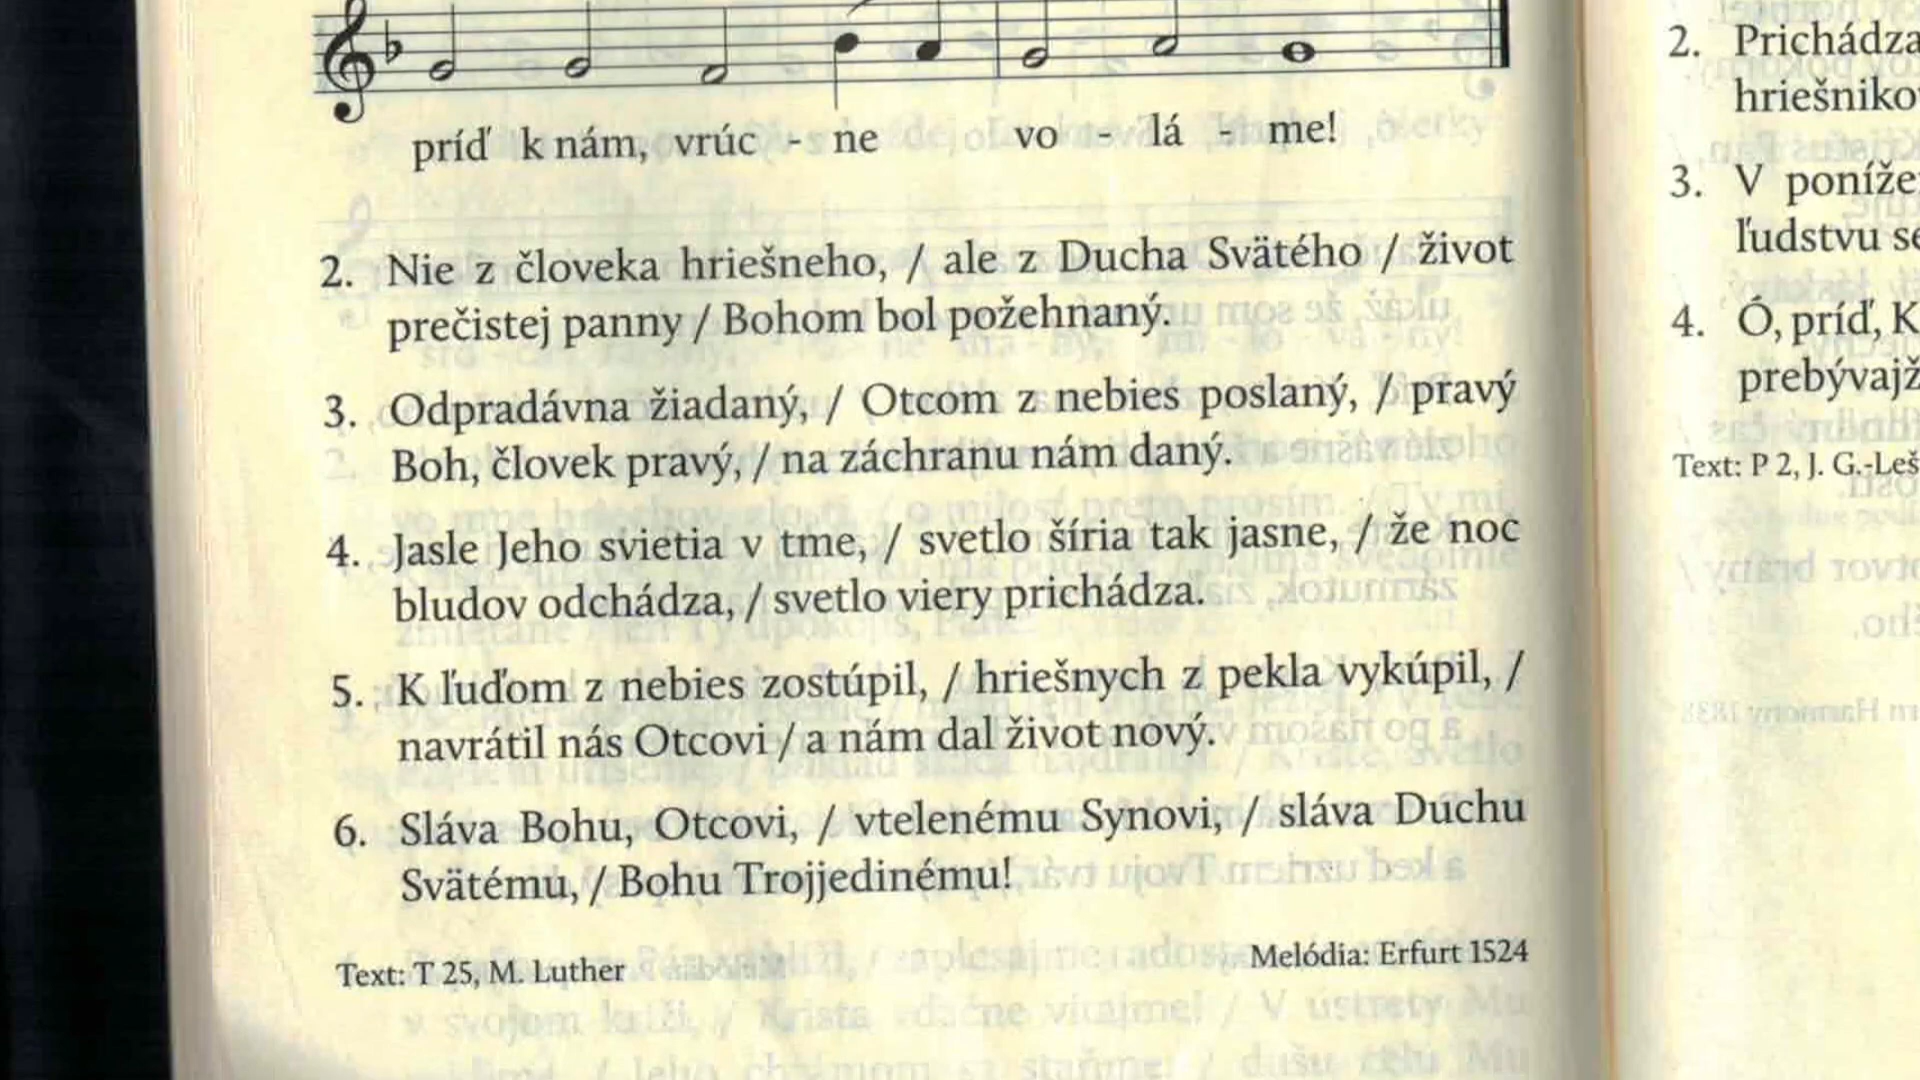 príď k nám, vrúc - ne vo - lá - me!
2. Nie z človeka hriešneho, / ale z Ducha Svätého / život
prečistej panny / Bohom bol požehnaný.
3. Odpradávna žiadaný, / Otcom z nebies poslaný, / pravý
Boh, človek pravý, / na záchranu nám daný.
4. Jasle Jeho svietia v tme, / svetlo šíria tak jasne, / že noc
bludov odchádza, / svetlo viery prichádza.
5. K ľuďom z nebies zostúpil, / hriešnych z pekla vykúpil, /
navrátil nás Otcovi / a nám dal život nový.
6. Sláva Bohu, Otcovi, / vtelenému Synovi, / sláva Duchu
Svätému, / Bohu Trojjedinému!
Text: T 25, M. Luther
Melódia: Erfurt 1524
2. Prichádza
hriešniko
3. V poníže
ľudstvu se
4. Ó, príď, K
prebývajž
Text: P 2, J. G.-Leš